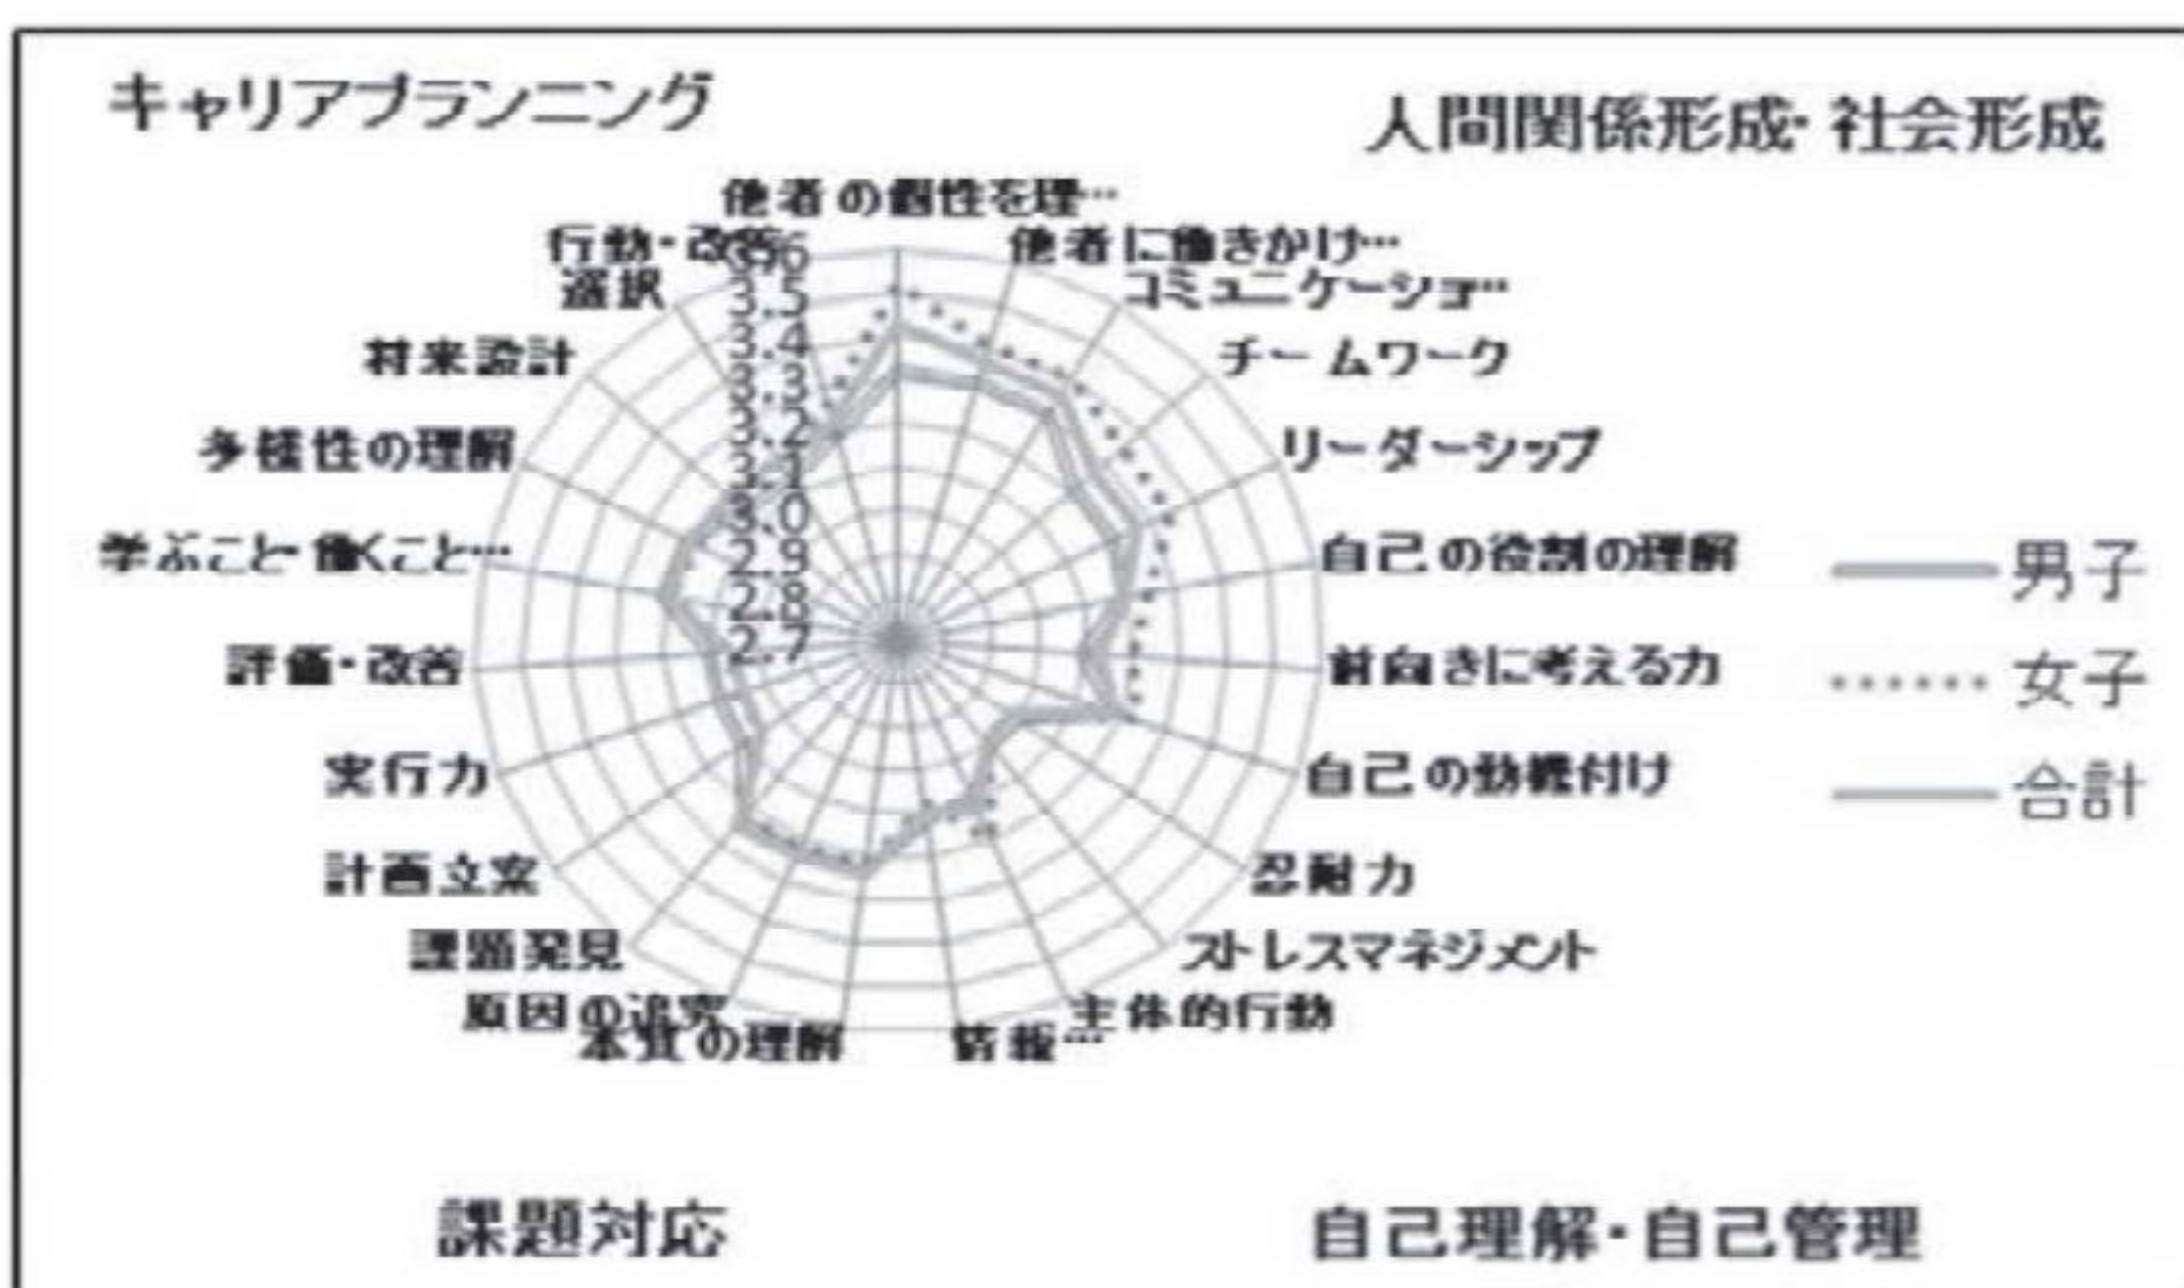 キャリアプランニング
人間関係形成・社会形成
他者の個性を理…
行動・改善
他者に働きかけ…
選択
コミュニケーショ…
将来設計
チームワーク
多様性の理解
リーダーシップ
学ぶこと・働くこと…
自己の役割の理解
評価・改善
前向きに考える力
実行力
自己の動機付け
計画立案
忍耐力
課題発見
ストレスマネジメント
原因の追究
主体的行動
本質の理解
情報…
3.6
3.5
3.4
3.3
3.2
3.1
3.0
2.9
2.8
2.7
男子
女子
合計
課題対応
自己理解・自己管理